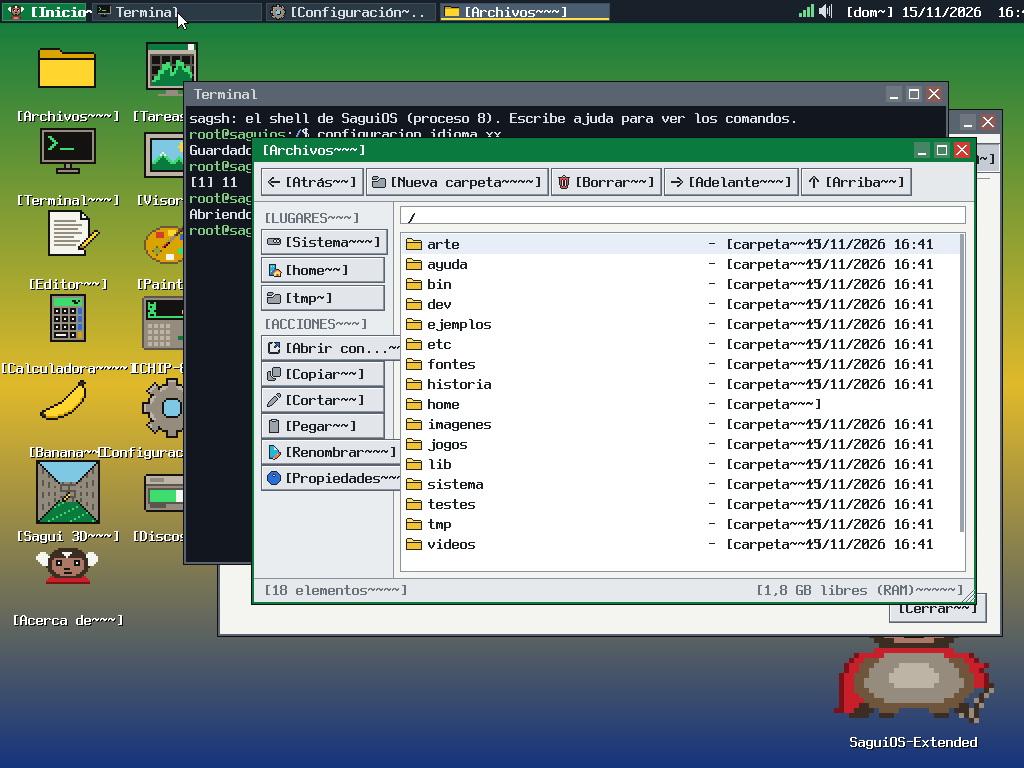 [Inicio~
Terminal
[Configuración~..
[Archivos~~~]
[dom~] 15/11/2026
[Archivos~~~]
[Tareas
[Terminal~~~]
[Visor
[Editor~~]
[Paint
[Calculadora~~~~
[CHIP-8
[Banana~~
[Configurac
[Sagui 3D~~~]
[Discos
[Acerca de~~~]
Terminal
sagsh: el shell de SaguiOS (proceso 8). Escribe ayuda para ver los comandos.
root@saguios:/$ configuracion idioma xx
Guardado
root@sag
[1] 11
root@sag
Abriendo
root@sag
[Archivos~~~]
[Atrás~~]
[Nueva carpeta~~~~]
[Borrar~~]
[Adelante~~~]
[Arriba~~]
[LUGARES~~~]
[Sistema~~~]
[home~~]
[tmp~]
[ACCIONES~~~]
[Abrir con...~~
[Copiar~~]
[Cortar~~]
[Pegar~~]
[Renombrar~~~]
[Propiedades~~~
/
arte - [carpeta~~15/11/2026 16:41
ayuda - [carpeta~~15/11/2026 16:41
bin - [carpeta~~15/11/2026 16:41
dev - [carpeta~~15/11/2026 16:41
ejemplos - [carpeta~~15/11/2026 16:41
etc - [carpeta~~15/11/2026 16:41
fontes - [carpeta~~15/11/2026 16:41
historia - [carpeta~~15/11/2026 16:41
home - [carpeta~~~]
imagenes - [carpeta~~15/11/2026 16:41
jogos - [carpeta~~15/11/2026 16:41
lib - [carpeta~~15/11/2026 16:41
sistema - [carpeta~~15/11/2026 16:41
testes - [carpeta~~15/11/2026 16:41
tmp - [carpeta~~15/11/2026 16:41
videos - [carpeta~~15/11/2026 16:41
[18 elementos~~~~]
[1,8 GB libres (RAM)~~~~~]
~]
[Cerrar~~]
SaguiOS-Extended